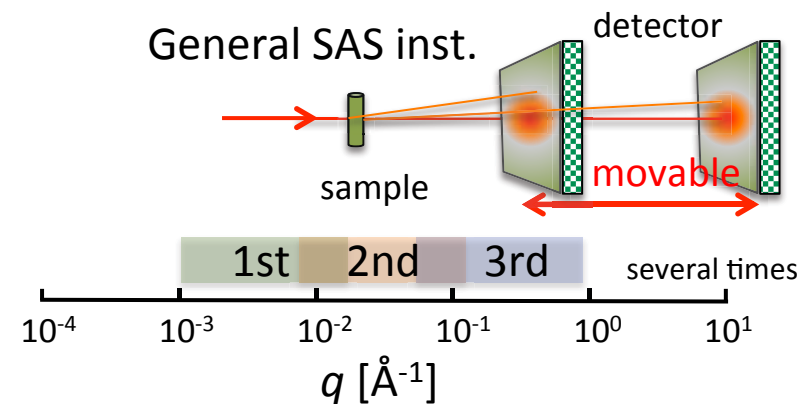 General SAS inst.
detector
sample
movable
1st 2nd 3rd several times
10⁻⁴ 10⁻³ 10⁻² 10⁻¹ 10⁰ 10¹
q [Å⁻¹]